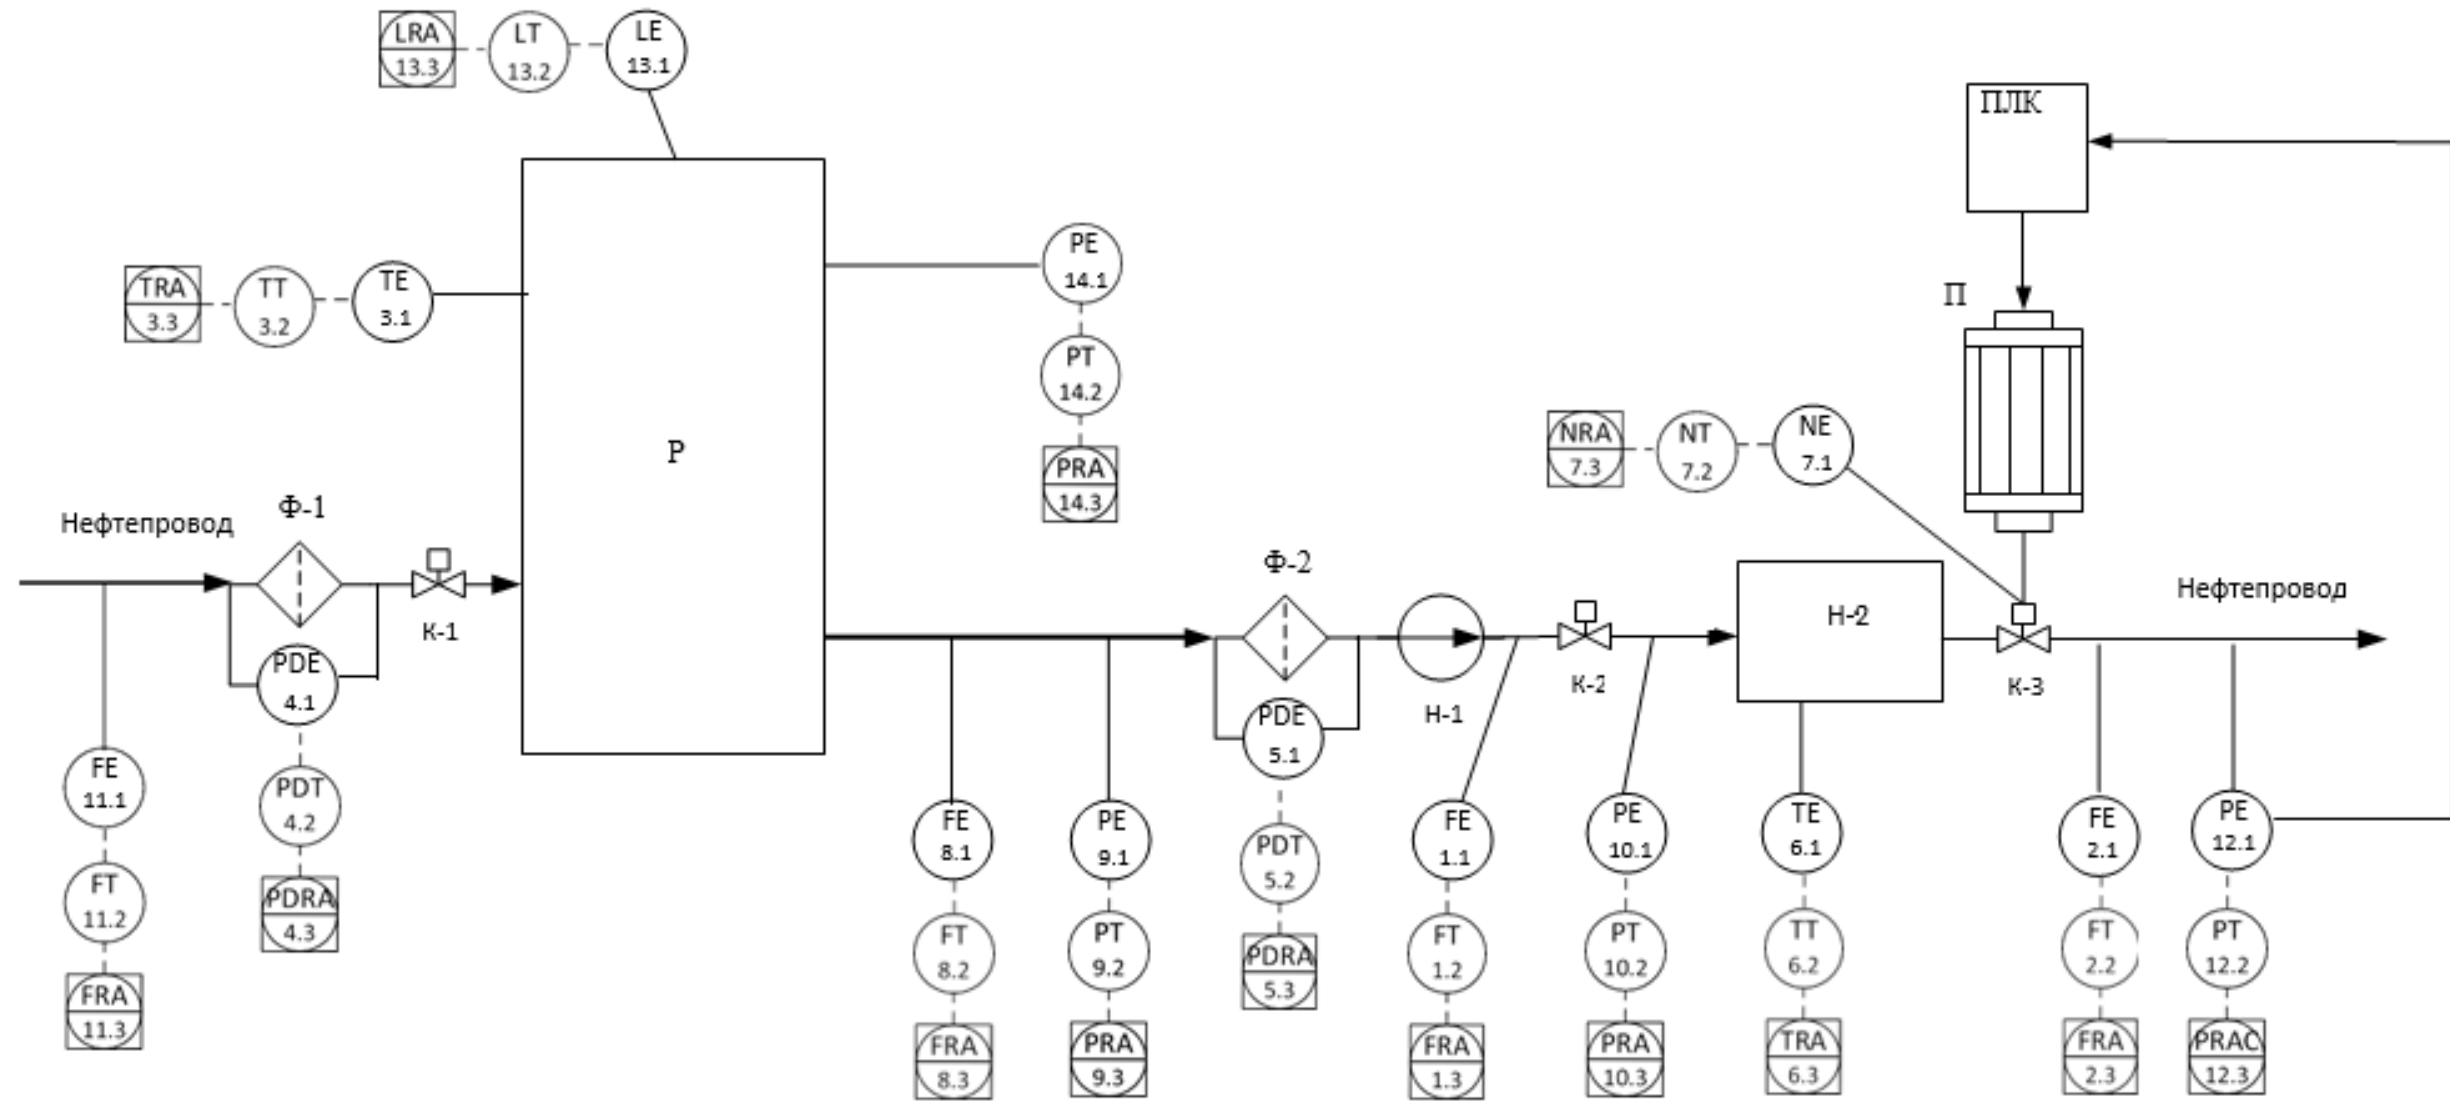 LRA
13.3
LT
13.2
LE
13.1
ПЛК
TRA
3.3
TT
3.2
TE
3.1
PE
14.1
П
PT
14.2
PRA
14.3
NRA
7.3
NT
7.2
NE
7.1
Р
Нефтепровод
Ф-1
К-1
PDE
4.1
FE
11.1
PDT
4.2
FT
11.2
PDRA
4.3
FRA
11.3
Ф-2
Н-1
К-2
Н-2
К-3
Нефтепровод
PDE
5.1
FE
8.1
PE
9.1
PDT
5.2
FE
1.1
PE
10.1
TE
6.1
FE
2.1
PE
12.1
FT
8.2
PT
9.2
PDRA
5.3
FT
1.2
PT
10.2
TT
6.2
FT
2.2
PT
12.2
FRA
8.3
PRA
9.3
FRA
1.3
PRA
10.3
TRA
6.3
FRA
2.3
PRAC
12.3